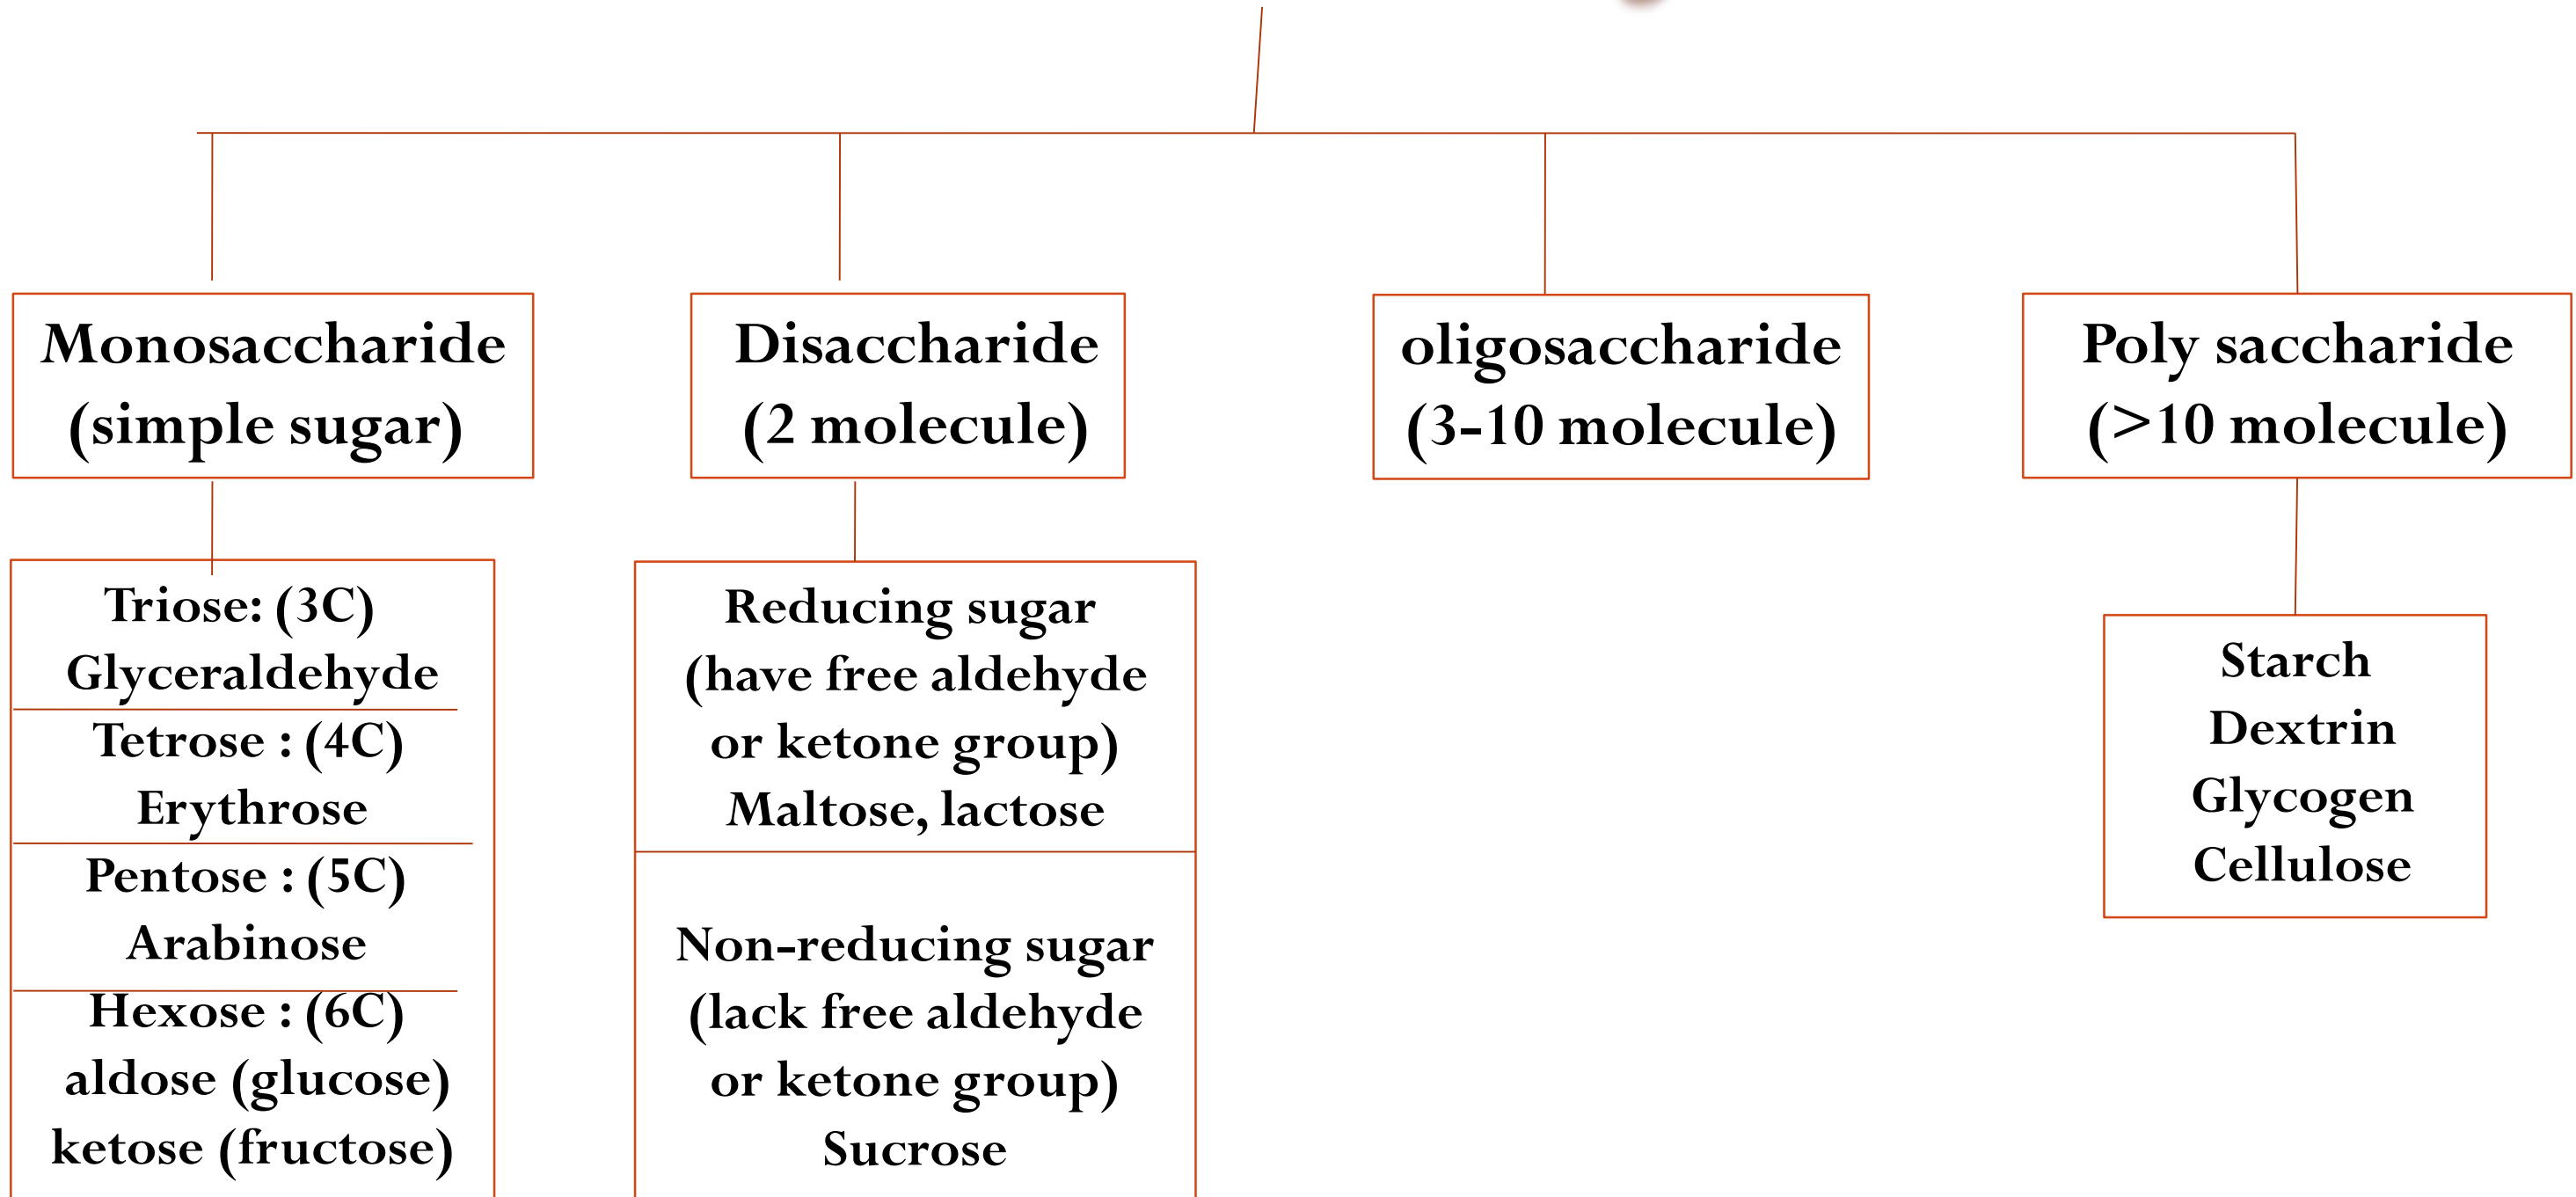 Monosaccharide
(simple sugar)
Disaccharide
(2 molecule)
oligosaccharide
(3-10 molecule)
Poly saccharide
(>10 molecule)
Triose: (3C)
Glyceraldehyde
Tetrose : (4C)
Erythrose
Pentose : (5C)
Arabinose
Hexose : (6C)
aldose (glucose)
ketose (fructose)
Reducing sugar
(have free aldehyde
or ketone group)
Maltose, lactose
Non-reducing sugar
(lack free aldehyde
or ketone group)
Sucrose
Starch
Dextrin
Glycogen
Cellulose